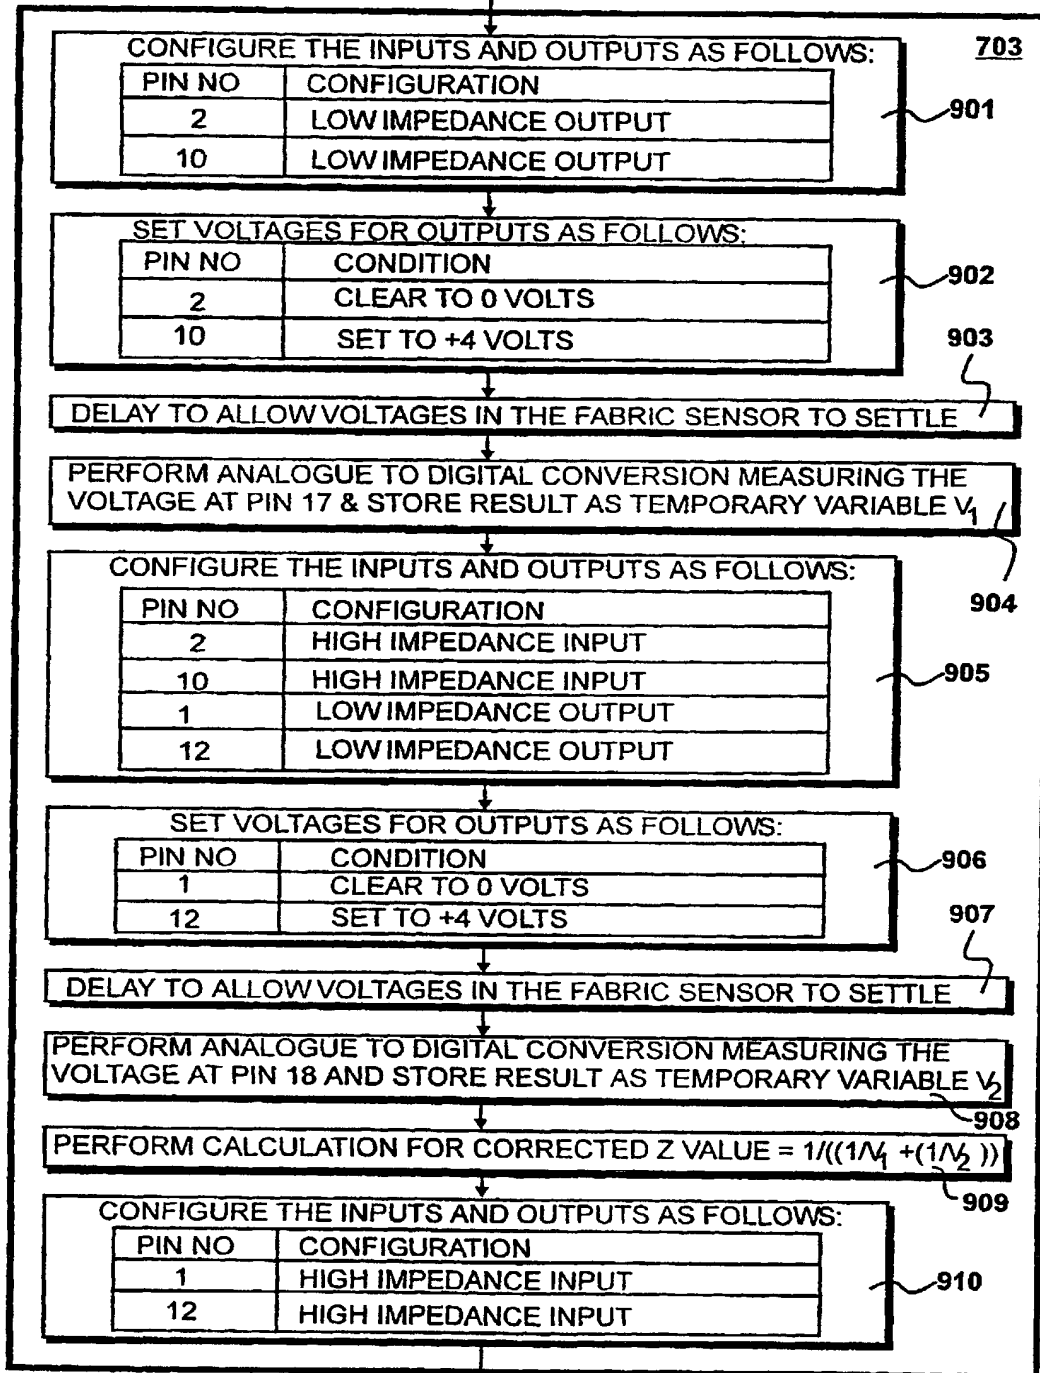 703
CONFIGURE THE INPUTS AND OUTPUTS AS FOLLOWS:
PIN NO CONFIGURATION
2 LOW IMPEDANCE OUTPUT
10 LOW IMPEDANCE OUTPUT
901
SET VOLTAGES FOR OUTPUTS AS FOLLOWS:
PIN NO CONDITION
2 CLEAR TO 0 VOLTS
10 SET TO +4 VOLTS
902
903
DELAY TO ALLOW VOLTAGES IN THE FABRIC SENSOR TO SETTLE
PERFORM ANALOGUE TO DIGITAL CONVERSION MEASURING THE
VOLTAGE AT PIN 17 & STORE RESULT AS TEMPORARY VARIABLE V1
904
CONFIGURE THE INPUTS AND OUTPUTS AS FOLLOWS:
PIN NO CONFIGURATION
2 HIGH IMPEDANCE INPUT
10 HIGH IMPEDANCE INPUT
1 LOW IMPEDANCE OUTPUT
12 LOW IMPEDANCE OUTPUT
905
SET VOLTAGES FOR OUTPUTS AS FOLLOWS:
PIN NO CONDITION
1 CLEAR TO 0 VOLTS
12 SET TO +4 VOLTS
906
907
DELAY TO ALLOW VOLTAGES IN THE FABRIC SENSOR TO SETTLE
PERFORM ANALOGUE TO DIGITAL CONVERSION MEASURING THE
VOLTAGE AT PIN 18 AND STORE RESULT AS TEMPORARY VARIABLE V2
908
PERFORM CALCULATION FOR CORRECTED Z VALUE = 1/((1/V1 +(1/V2 ))
909
CONFIGURE THE INPUTS AND OUTPUTS AS FOLLOWS:
PIN NO CONFIGURATION
1 HIGH IMPEDANCE INPUT
12 HIGH IMPEDANCE INPUT
910